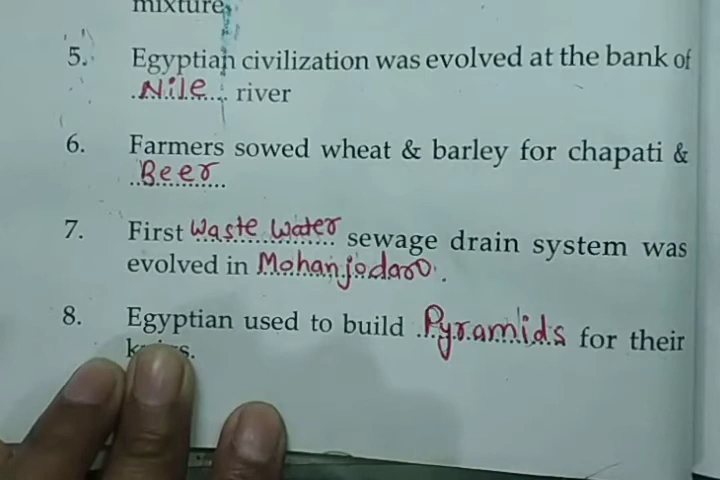 mixture.
5. Egyptian civilization was evolved at the bank of
Nile river
6. Farmers sowed wheat & barley for chapati &
Beer
7. First waste water sewage drain system was
evolved in Mohanjodaro.
8. Egyptian used to build Pyramids for their